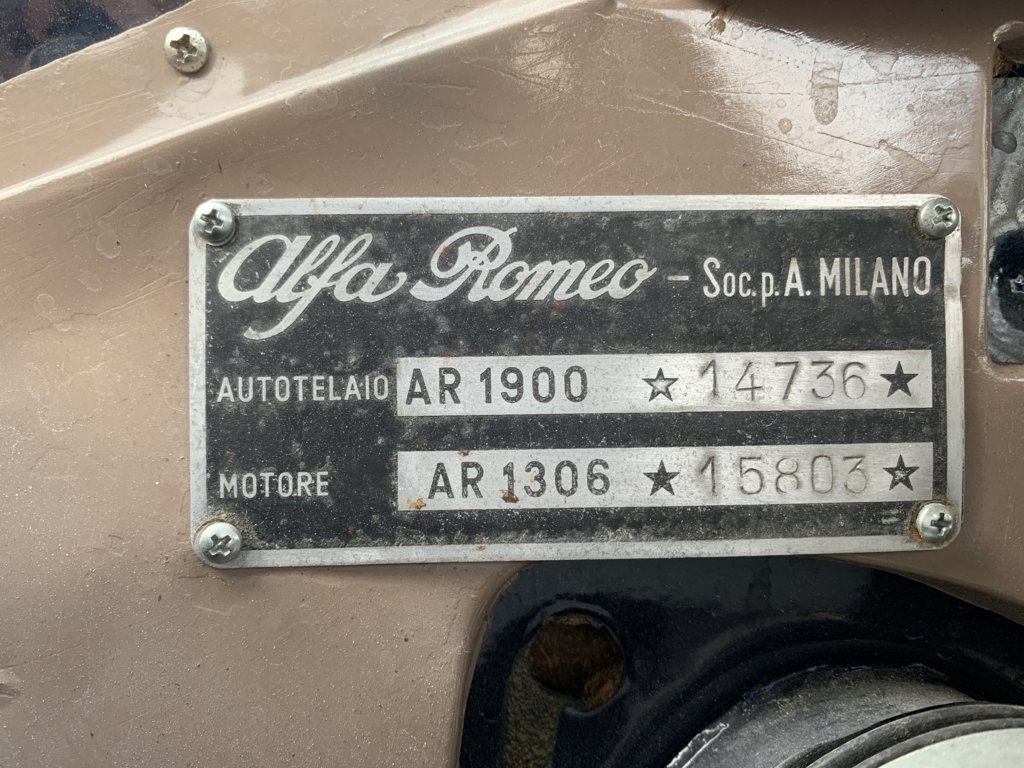 Alfa Romeo - Soc. p. A. MILANO
AUTOTELAIO AR 1900 ☆ 14736 ★
MOTORE AR 1306 ★ 15803 ☆